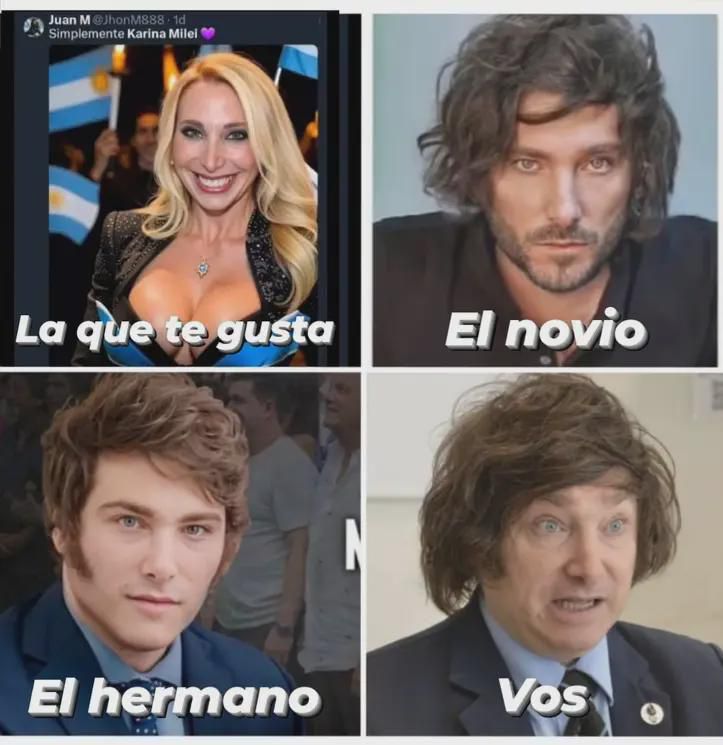 Juan M @JhonM888 · 1d
Simplemente Karina Milei 💜
La que te gusta
El novio
El hermano
N
Vos